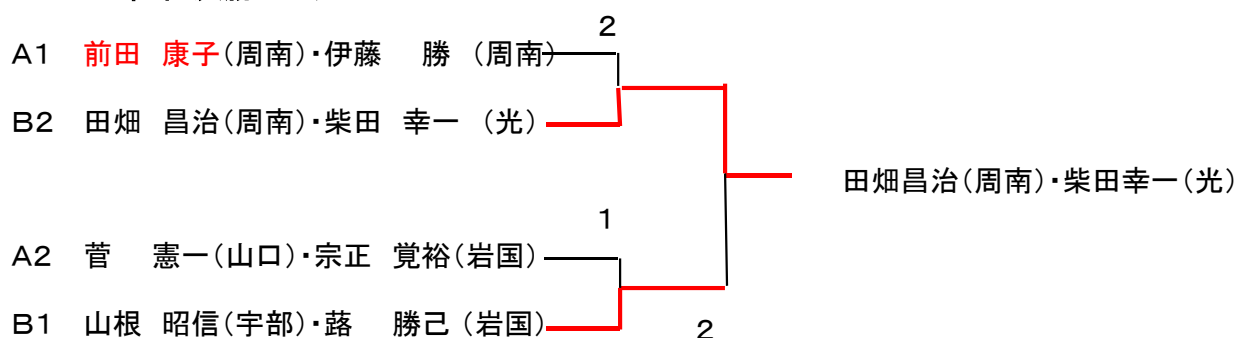 2
A1 前田 康子(周南)・伊藤 勝 (周南)
B2 田畑 昌治(周南)・柴田 幸一 (光)
田畑昌治(周南)・柴田幸一(光)
1
A2 菅 憲一(山口)・宗正 覚裕(岩国)
B1 山根 昭信(宇部)・蕗 勝己 (岩国)
2